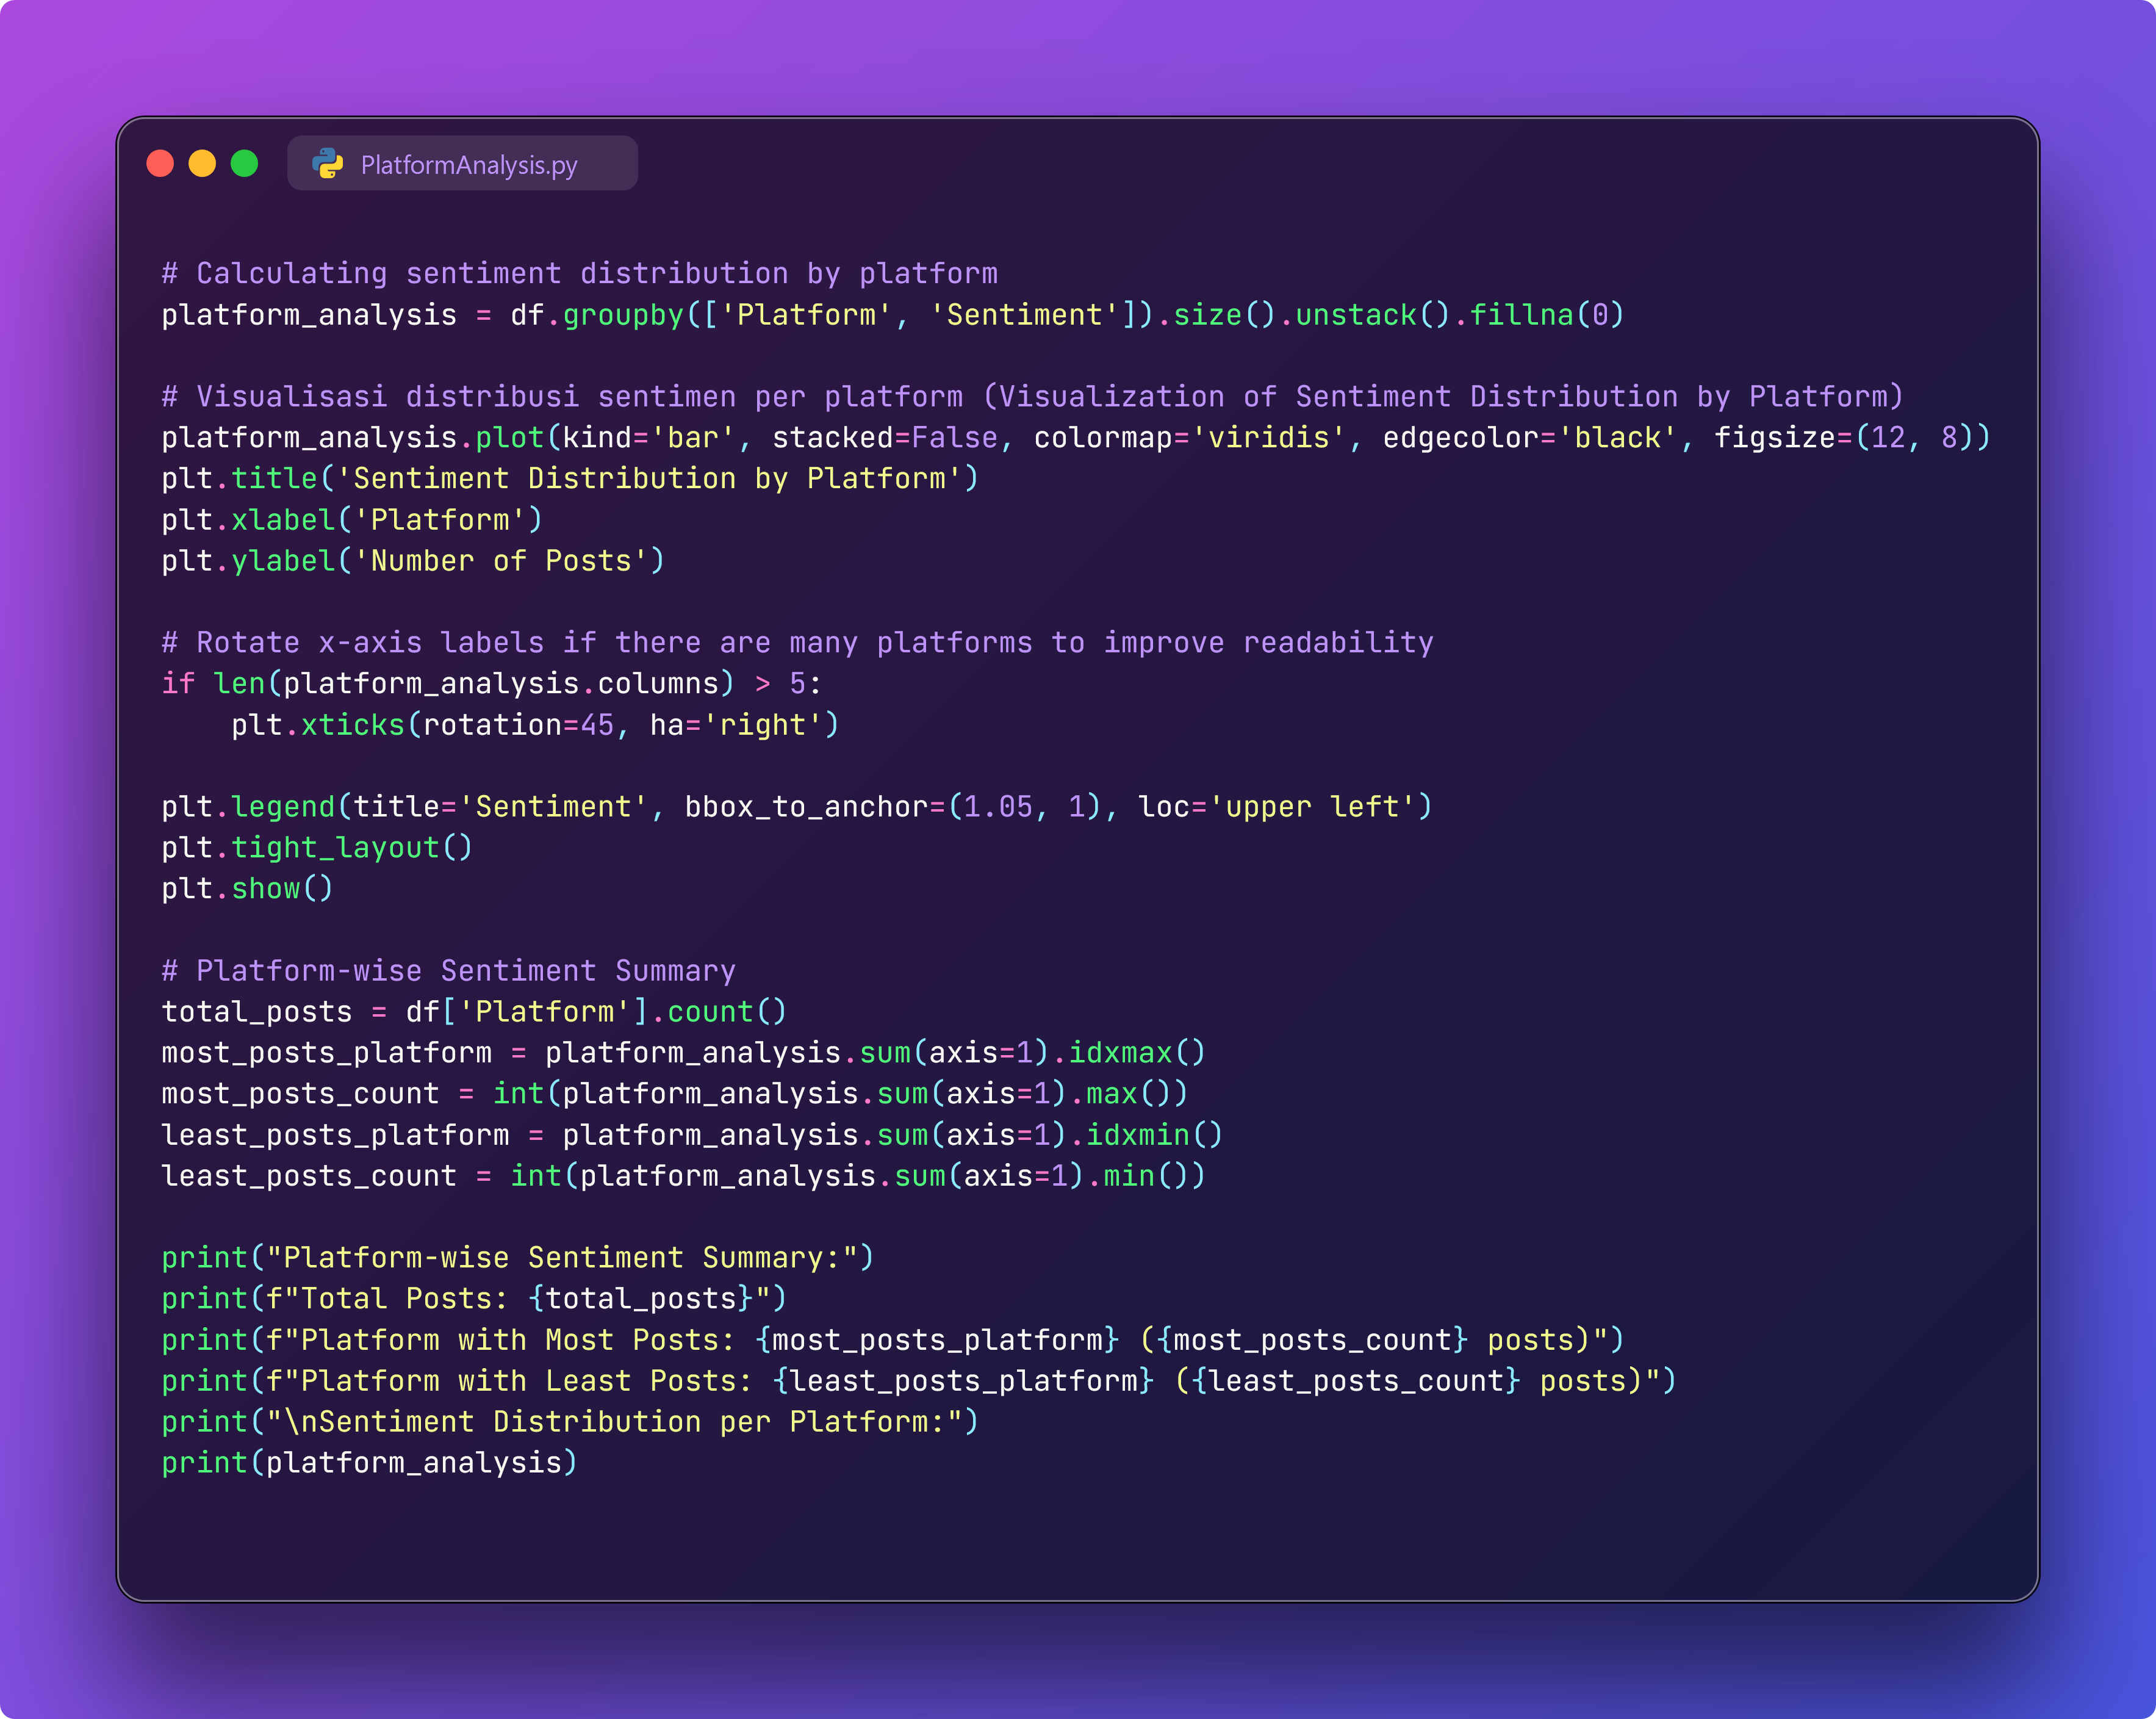 PlatformAnalysis.py
# Calculating sentiment distribution by platform
platform_analysis = df.groupby(['Platform', 'Sentiment']).size().unstack().fillna(0)
# Visualisasi distribusi sentimen per platform (Visualization of Sentiment Distribution by Platform)
platform_analysis.plot(kind='bar', stacked=False, colormap='viridis', edgecolor='black', figsize=(12, 8))
plt.title('Sentiment Distribution by Platform')
plt.xlabel('Platform')
plt.ylabel('Number of Posts')
# Rotate x-axis labels if there are many platforms to improve readability
if len(platform_analysis.columns) > 5:
    plt.xticks(rotation=45, ha='right')
plt.legend(title='Sentiment', bbox_to_anchor=(1.05, 1), loc='upper left')
plt.tight_layout()
plt.show()
# Platform-wise Sentiment Summary
total_posts = df['Platform'].count()
most_posts_platform = platform_analysis.sum(axis=1).idxmax()
most_posts_count = int(platform_analysis.sum(axis=1).max())
least_posts_platform = platform_analysis.sum(axis=1).idxmin()
least_posts_count = int(platform_analysis.sum(axis=1).min())
print("Platform-wise Sentiment Summary:")
print(f"Total Posts: {total_posts}")
print(f"Platform with Most Posts: {most_posts_platform} ({most_posts_count} posts)")
print(f"Platform with Least Posts: {least_posts_platform} ({least_posts_count} posts)")
print("\nSentiment Distribution per Platform:")
print(platform_analysis)